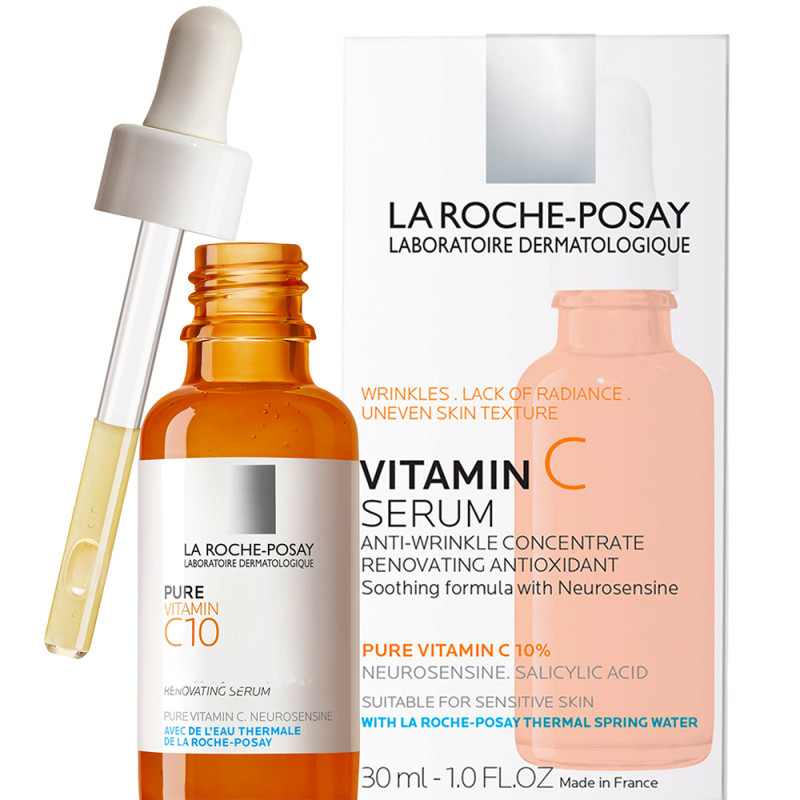 LA ROCHE-POSAY
LABORATOIRE DERMATOLOGIQUE
WRINKLES . LACK OF RADIANCE .
UNEVEN SKIN TEXTURE
VITAMIN C
SERUM
ANTI-WRINKLE CONCENTRATE
RENOVATING ANTIOXIDANT
Soothing formula with Neurosensine
PURE VITAMIN C 10%
NEUROSENSINE. SALICYLIC ACID
SUITABLE FOR SENSITIVE SKIN
WITH LA ROCHE-POSAY THERMAL SPRING WATER
30 ml - 1.0 FL.OZ Made in France
LA ROCHE-POSAY
LABORATOIRE DERMATOLOGIQUE
PURE
VITAMIN
C10
RENOVATING SERUM
PURE VITAMIN C. NEUROSENSINE
AVEC DE L'EAU THERMALE
DE LA ROCHE-POSAY